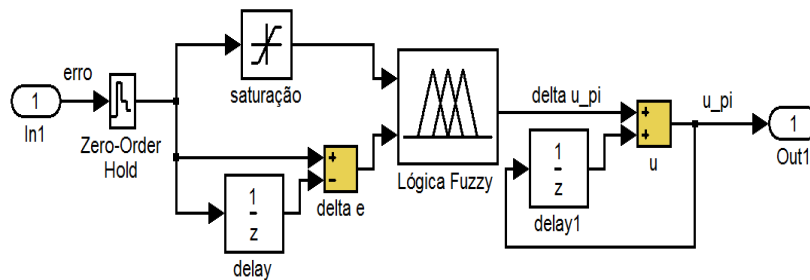 erro
1
In1
Zero-Order
Hold
saturação
+
−
delta e
1
z
delay
Lógica Fuzzy
delta u_pi
+
+
u
1
z
delay1
u_pi
1
Out1